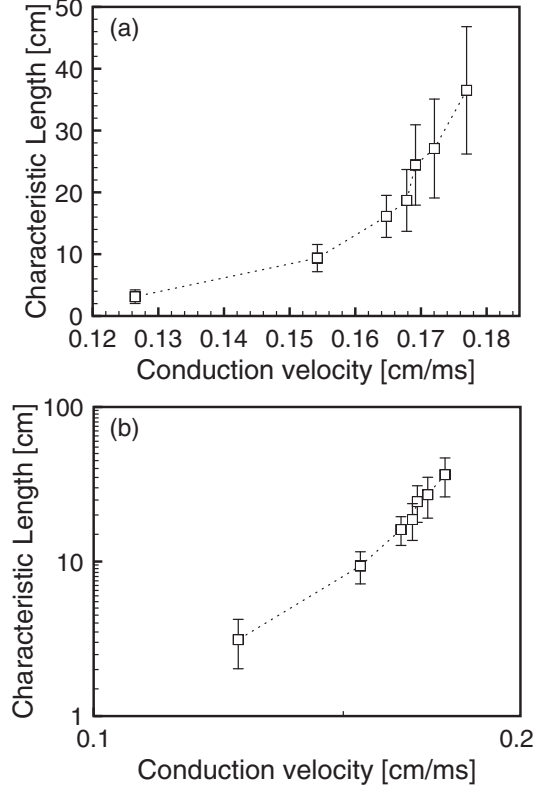 (a)
Characteristic Length [cm]
50
40
30
20
10
0
0.12 0.13 0.14 0.15 0.16 0.17 0.18
Conduction velocity [cm/ms]
(b)
Characteristic Length [cm]
100
10
1
0.1 0.2
Conduction velocity [cm/ms]